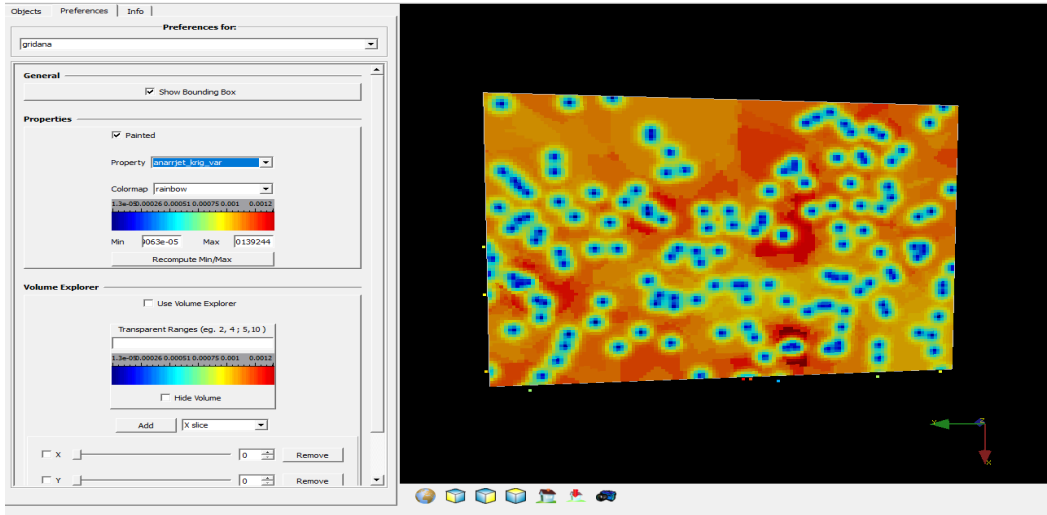 Objects Preferences Info
Preferences for:
gridana
General
Show Bounding Box
Properties
Painted
Property anarrjet_krig_var
Colormap rainbow
1.3e-05 0.00026 0.00051 0.00075 0.001 0.0012
Min 9063e-05 Max 0139244
Recompute Min/Max
Volume Explorer
Use Volume Explorer
Transparent Ranges (eg. 2, 4 ; 5,10 )
1.3e-05 0.00026 0.00051 0.00075 0.001 0.0012
Hide Volume
Add X slice
X 0 Remove
Y 0 Remove
Y Z
X